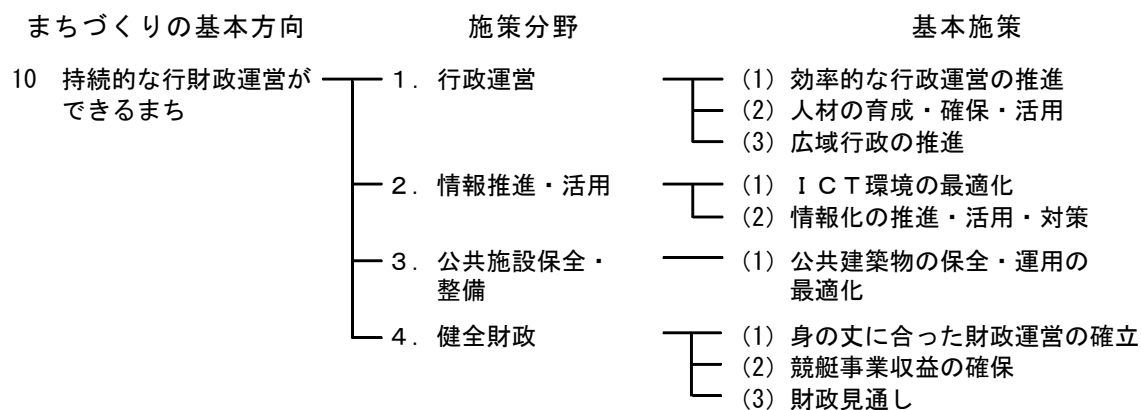 まちづくりの基本方向 施策分野 基本施策
10 持続的な行財政運営が 1．行政運営 (1) 効率的な行政運営の推進
できるまち (2) 人材の育成・確保・活用
(3) 広域行政の推進
2．情報推進・活用 (1) ＩＣＴ環境の最適化
(2) 情報化の推進・活用・対策
3．公共施設保全・ (1) 公共建築物の保全・運用の
整備 最適化
4．健全財政 (1) 身の丈に合った財政運営の確立
(2) 競艇事業収益の確保
(3) 財政見通し